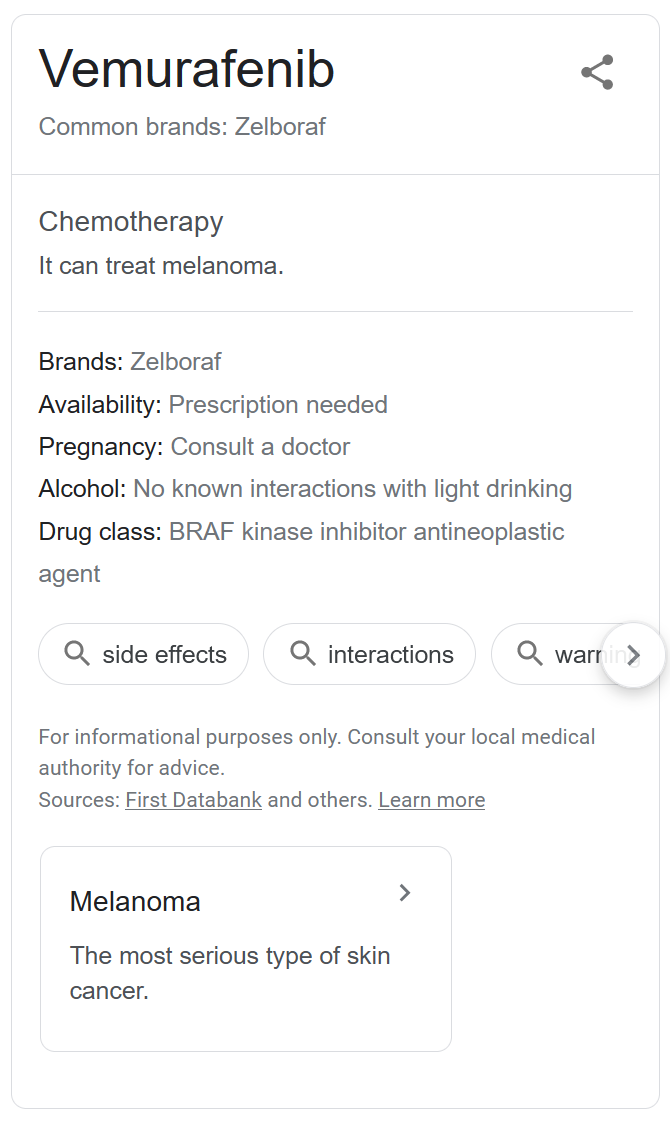 Vemurafenib
Common brands: Zelboraf
Chemotherapy
It can treat melanoma.
Brands: Zelboraf
Availability: Prescription needed
Pregnancy: Consult a doctor
Alcohol: No known interactions with light drinking
Drug class: BRAF kinase inhibitor antineoplastic
agent
side effects
interactions
warning
For informational purposes only. Consult your local medical
authority for advice.
Sources: First Databank and others. Learn more
Melanoma
The most serious type of skin
cancer.